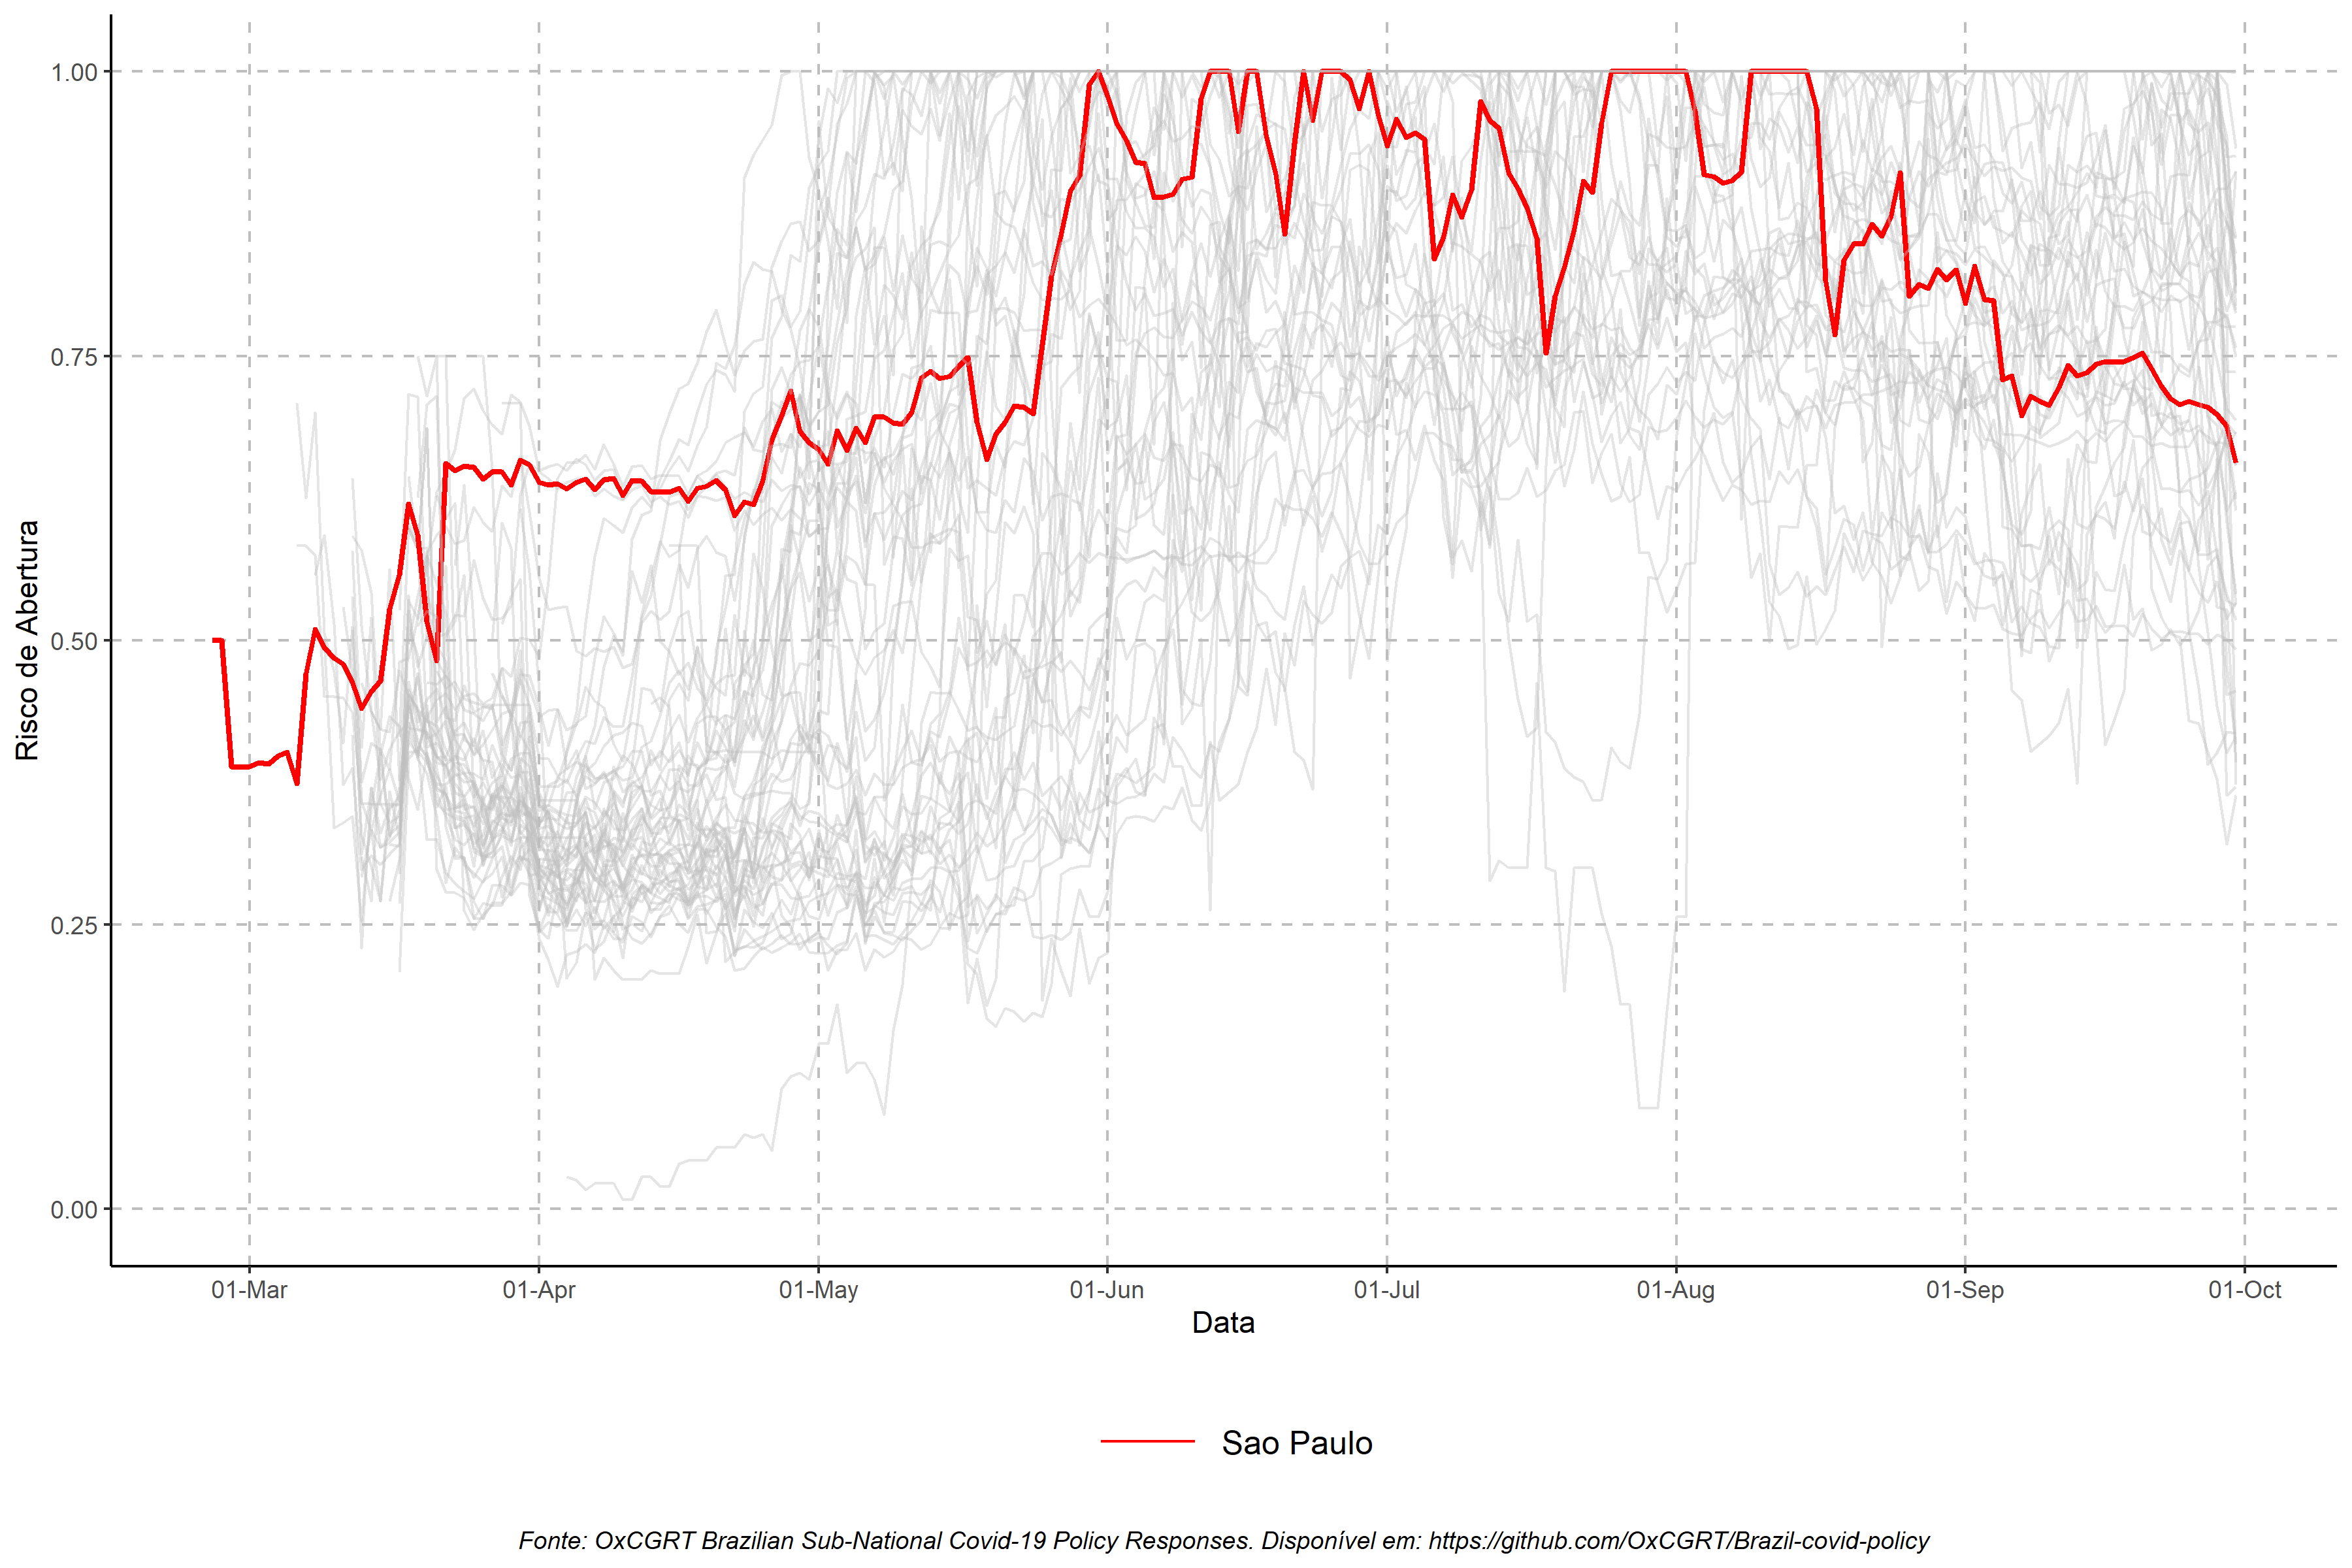 Risco de Abertura
1.00
0.75
0.50
0.25
0.00
01-Mar 01-Apr 01-May 01-Jun 01-Jul 01-Aug 01-Sep 01-Oct
Data
Sao Paulo
Fonte: OxCGRT Brazilian Sub-National Covid-19 Policy Responses. Disponível em: https://github.com/OxCGRT/Brazil-covid-policy